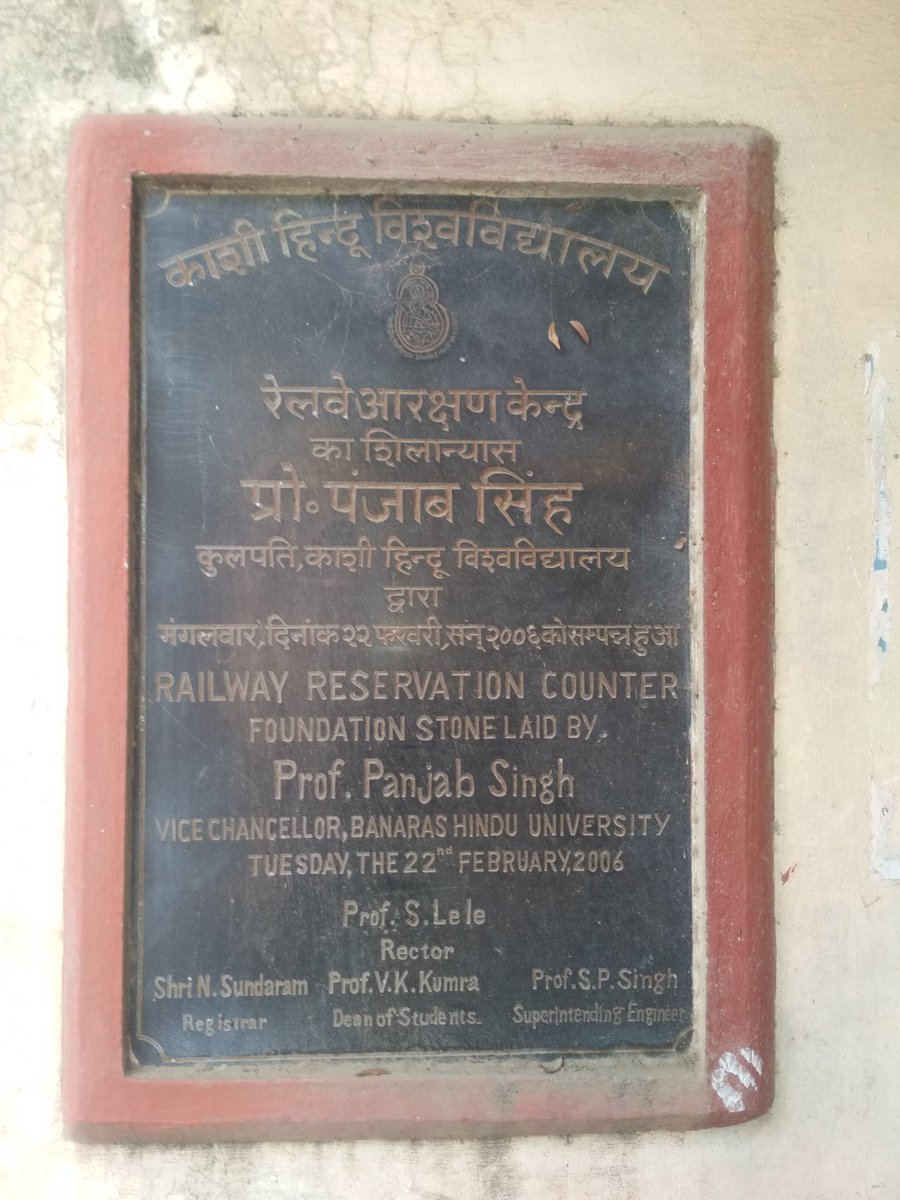 काशी हिन्दू विश्वविद्यालय
रेलवे आरक्षण केन्द्र
का शिलान्यास
प्रो॰ पंजाब सिंह
कुलपति, काशी हिन्दू विश्वविद्यालय
द्वारा
मंगलवार, दिनांक २२ फरवरी, सन् २००६ को सम्पन्न हुआ
RAILWAY RESERVATION COUNTER
FOUNDATION STONE LAID BY
Prof. Panjab Singh
VICE CHANCELLOR, BANARAS HINDU UNIVERSITY
TUESDAY, THE 22nd FEBRUARY, 2006
Prof. S. Lele
Rector
Shri N. Sundaram Prof. V. K. Kumra Prof. S. P. Singh
Registrar Dean of Students Superintending Engineer